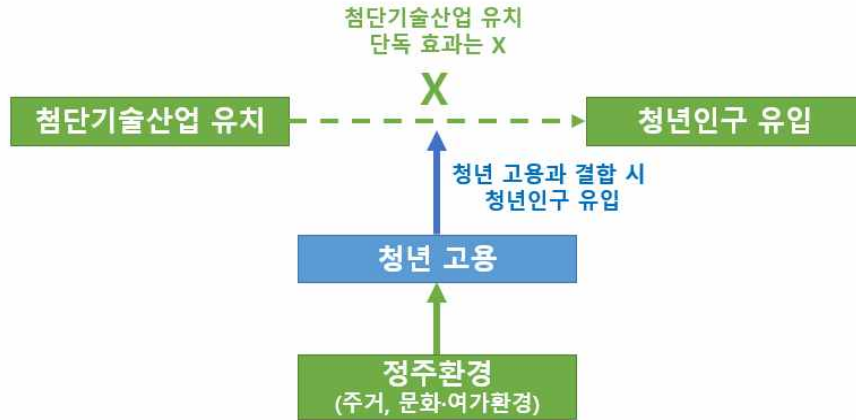 첨단기술산업 유치
단독 효과는 X
X
첨단기술산업 유치
청년인구 유입
청년 고용과 결합 시
청년인구 유입
청년 고용
정주환경
(주거, 문화·여가환경)